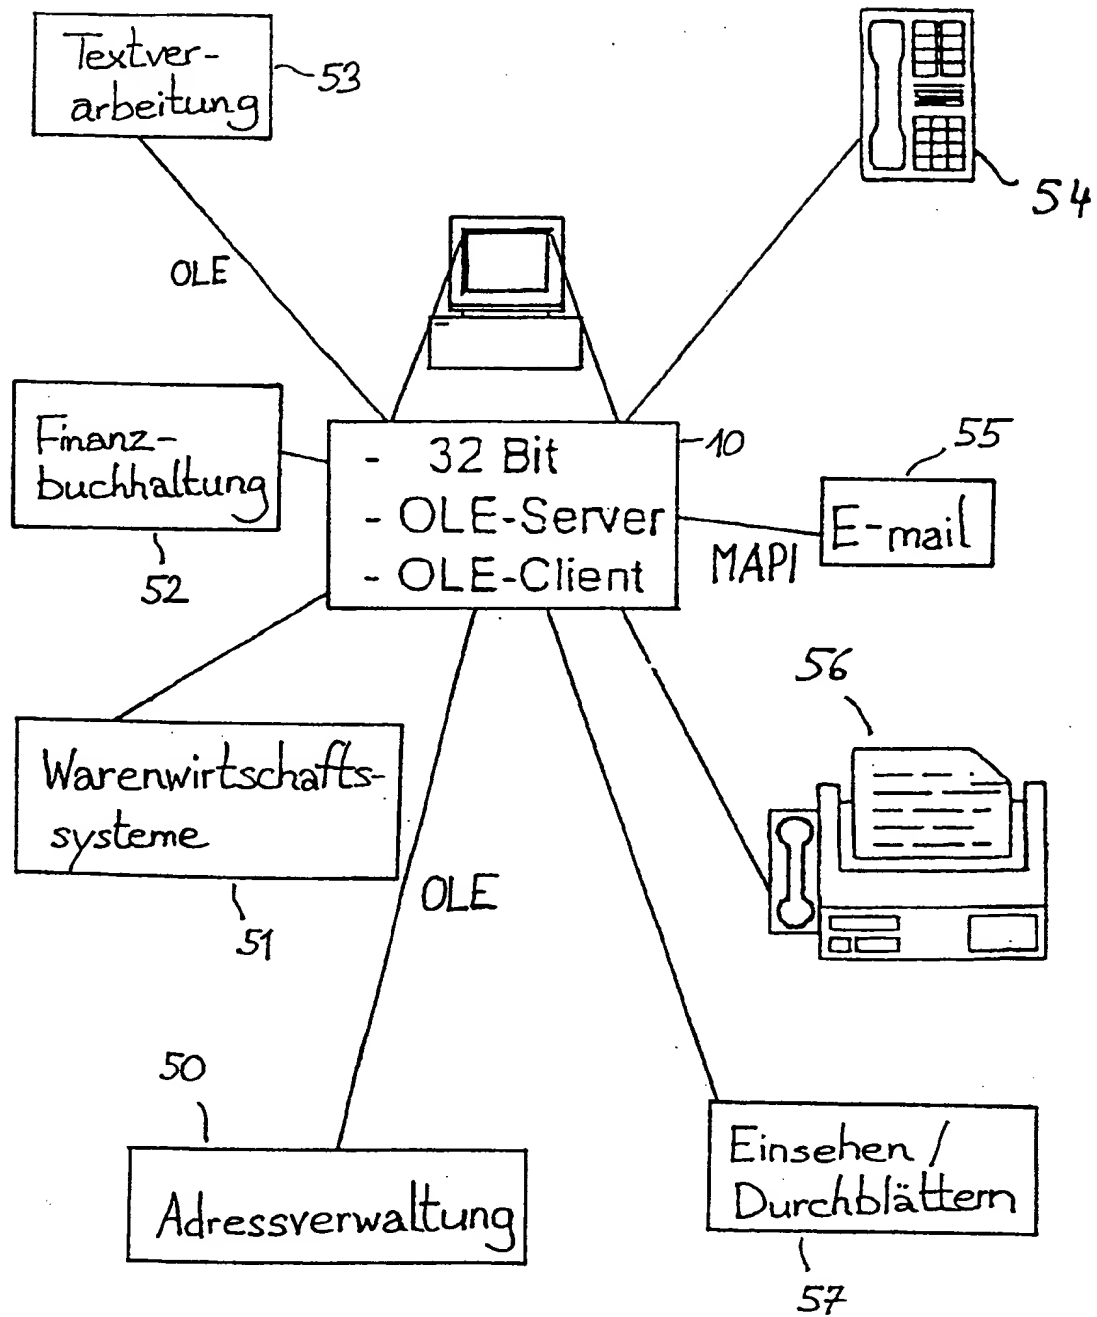 Textver-
arbeitung
53
54
OLE
Finanz-
buchhaltung
52
- 32 Bit
- OLE-Server
- OLE-Client
10
55
E-mail
MAPI
56
Warenwirtschafts-
systeme
51
OLE
50
Adressverwaltung
Einsehen /
Durchblättern
57